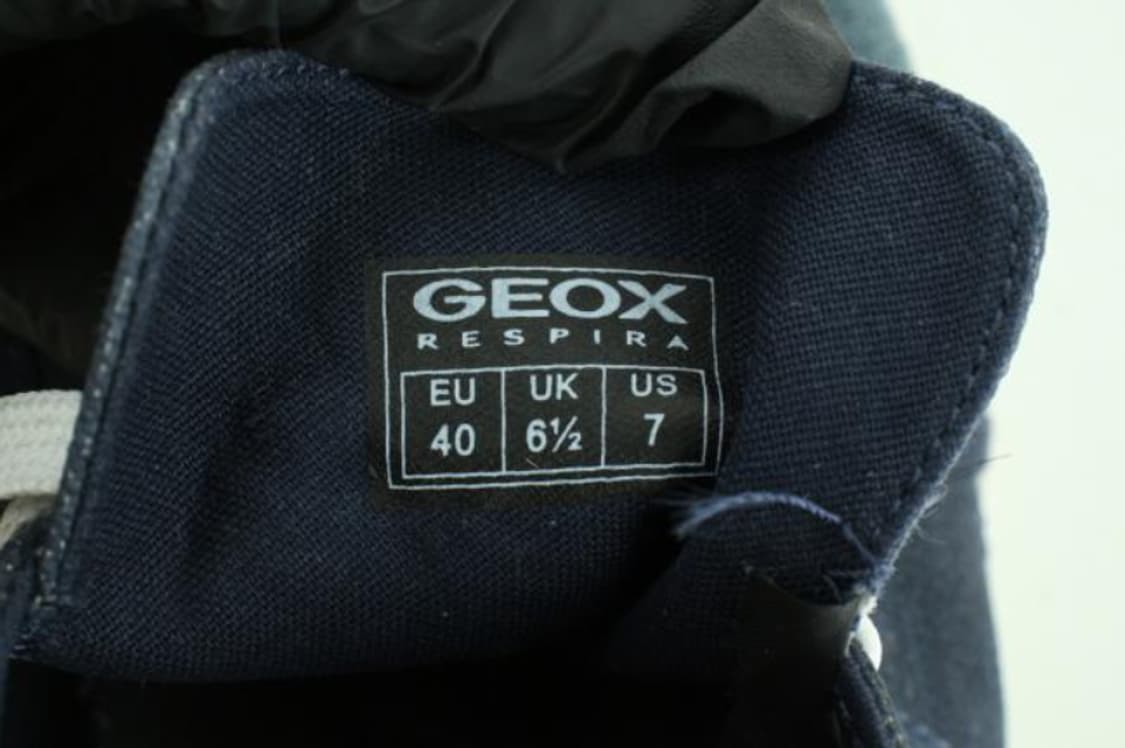 GEOX
RESPIRA
EU UK US
40 6½ 7